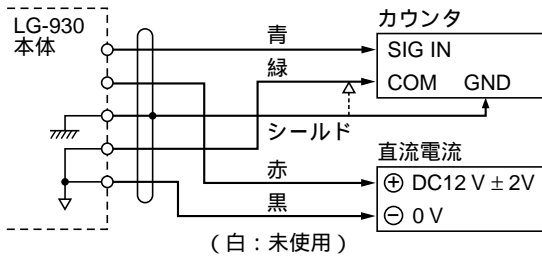 LG-930
本体
青
緑
シールド
赤
黒
(白:未使用)
カウンタ
SIG IN
COM GND
直流電流
⊕ DC12 V ± 2V
⊖ 0 V